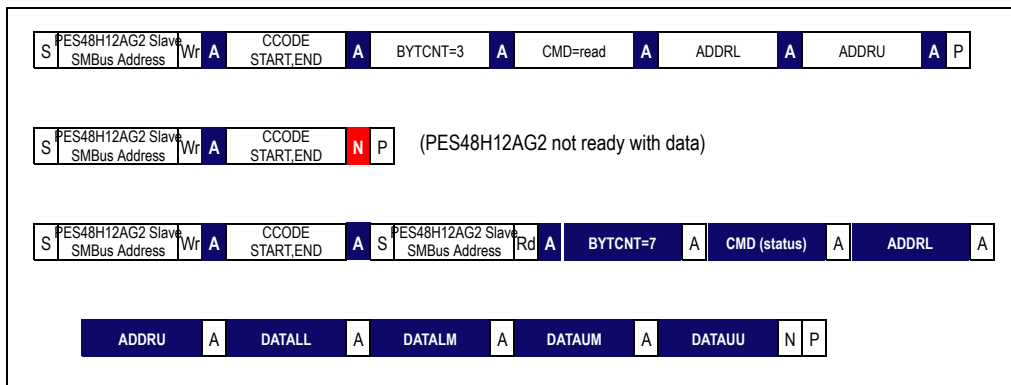 S PES48H12AG2 Slave SMBus Address Wr A CCODE START,END A BYTCNT=3 A CMD=read A ADDRL A ADDRU A P
S PES48H12AG2 Slave SMBus Address Wr A CCODE START,END N P (PES48H12AG2 not ready with data)
S PES48H12AG2 Slave SMBus Address Wr A CCODE START,END A S PES48H12AG2 Slave SMBus Address Rd A BYTCNT=7 A CMD (status) A ADDRL A
ADDRU A DATALL A DATALM A DATAUM A DATAUU N P